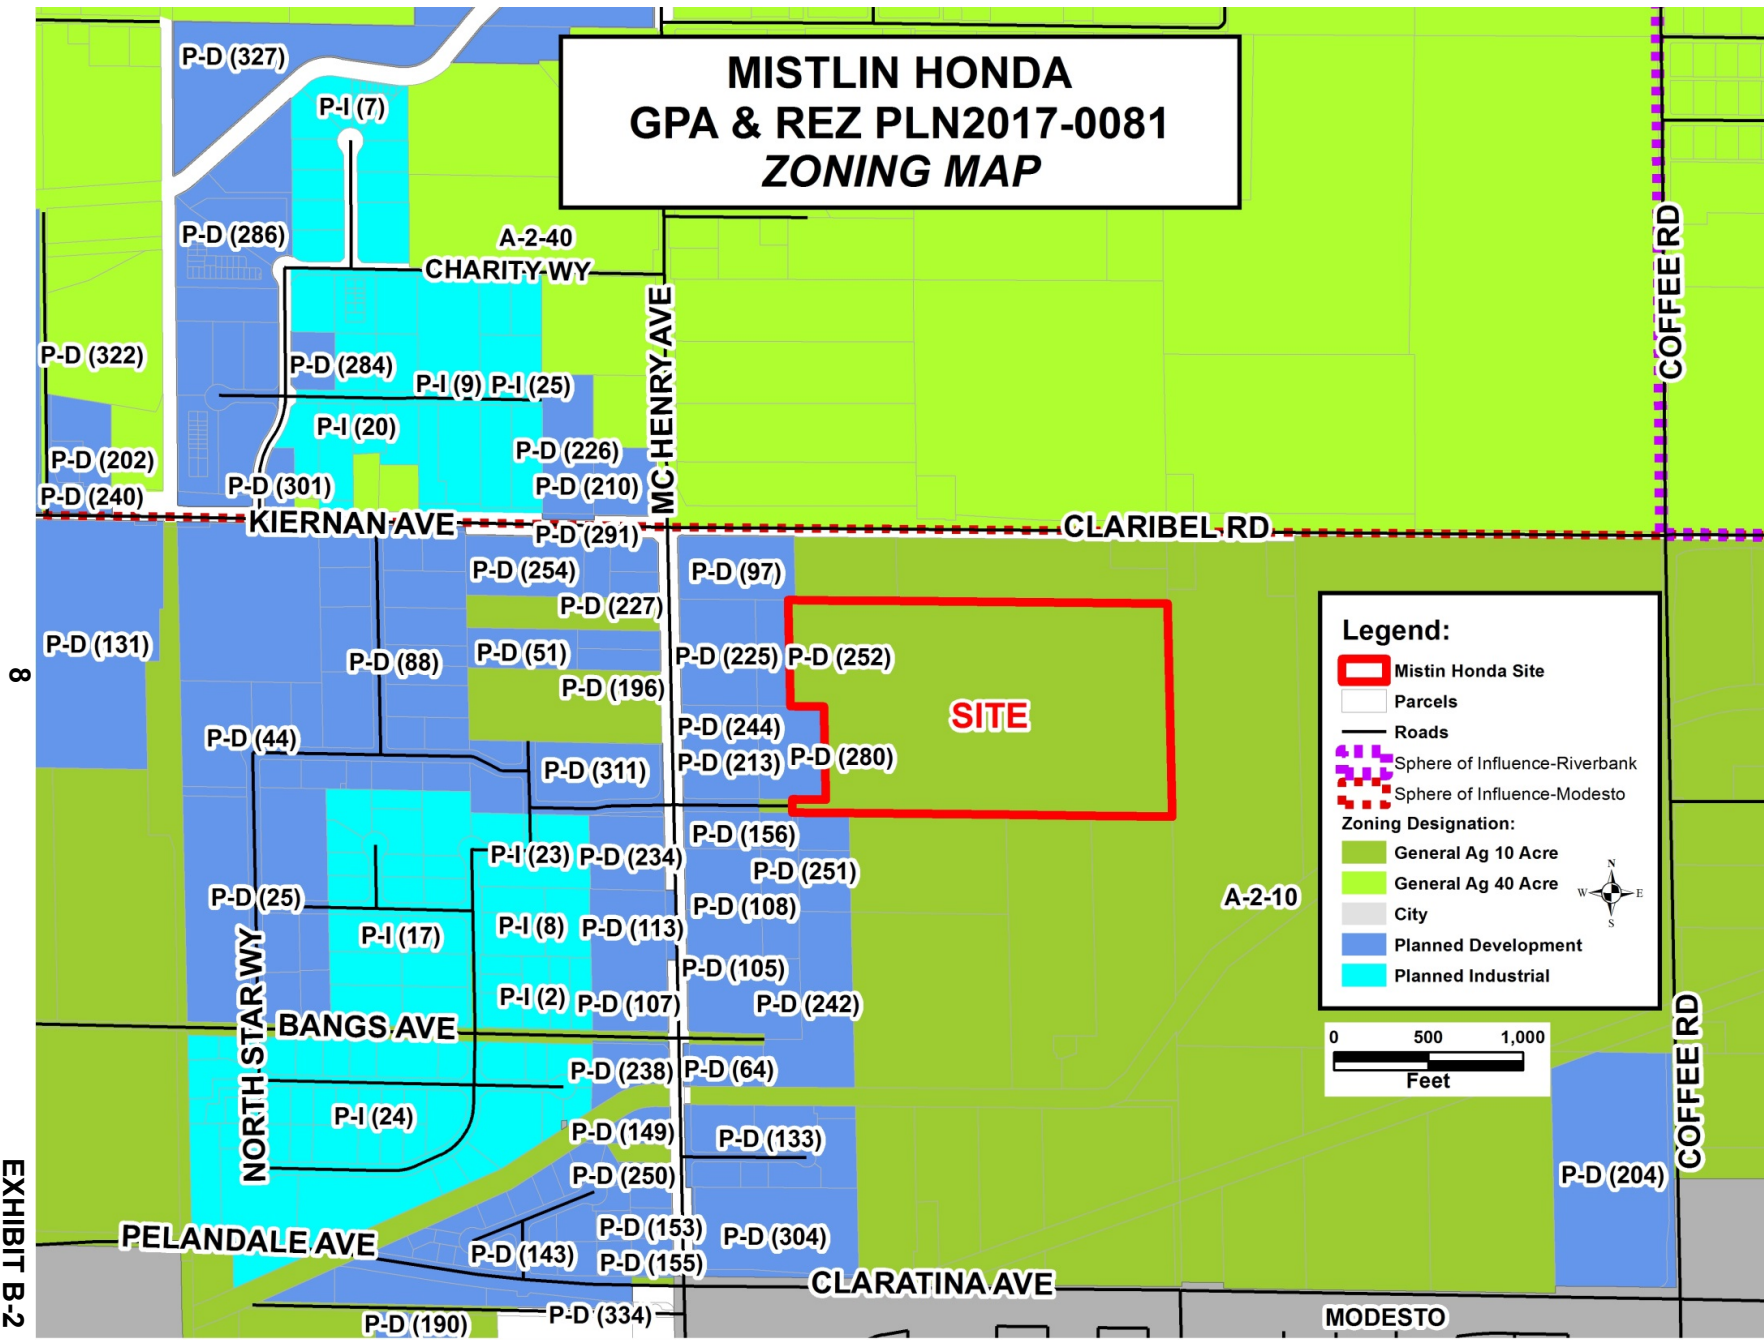 MISTLIN HONDA
GPA & REZ PLN2017-0081
ZONING MAP
P-D (327)
P-I (7)
P-D (286)
A-2-40
CHARITY WY
MC HENRY AVE
COFFEE RD
P-D (322)
P-D (284)
P-I (9)
P-I (25)
P-I (20)
P-D (202)
P-D (226)
P-D (240)
P-D (301)
P-D (210)
KIERNAN AVE
CLARIBEL RD
P-D (291)
P-D (254)
P-D (97)
P-D (227)
P-D (131)
P-D (88)
P-D (51)
P-D (225)
P-D (252)
P-D (196)
SITE
P-D (44)
P-D (244)
P-D (311)
P-D (213)
P-D (280)
P-D (156)
P-I (23)
P-D (234)
P-D (251)
P-D (25)
P-D (108)
A-2-10
P-I (17)
P-I (8)
P-D (113)
P-D (105)
P-I (2)
P-D (107)
P-D (242)
NORTH STAR WY
BANGS AVE
P-D (238)
P-D (64)
P-I (24)
P-D (149)
P-D (133)
P-D (250)
P-D (204)
COFFEE RD
PELANDALE AVE
P-D (153)
P-D (304)
P-D (143)
P-D (155)
CLARATINA AVE
P-D (334)
P-D (190)
MODESTO
Legend:
Mistin Honda Site
Parcels
Roads
Sphere of Influence-Riverbank
Sphere of Influence-Modesto
Zoning Designation:
General Ag 10 Acre
General Ag 40 Acre
City
Planned Development
Planned Industrial
N
W E
S
0 500 1,000
Feet
8
EXHIBIT B-2